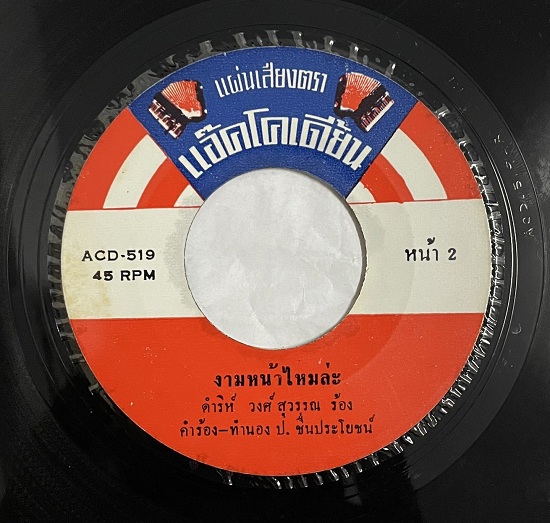 แผ่นเสียงตรา
แอ๊คโคเดียน
ACD-519
45 RPM
หน้า 2
งามหน้าไหมล่ะ
ดำริห์ วงศ์สุวรรณ ร้อง
คำร้อง-ทำนอง ป. ชื่นประโยชน์